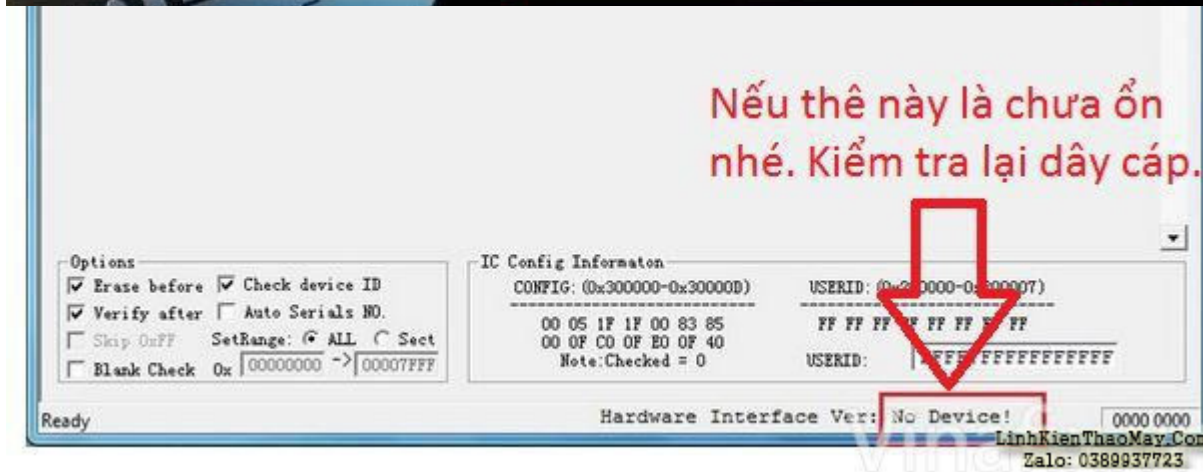 Nếu thê này là chưa ổn
nhé. Kiểm tra lại dây cáp.
Options
Erase before Check device ID
Verify after Auto Serials NO.
Skip 0xFF SetRange: ALL Sect
Blank Check 0x 00000000 -> 00007FFF
IC Config Informaton
CONFIG: (0x300000-0x30000D)
00 05 1F 1F 00 83 85
00 0F C0 0F E0 0F 40
Note:Checked = 0
USERID:
FF FF FF FF FF FF
USERID:
Ready
Hardware Interface Ver: No Device!
0000 0000
LinhKienThaoMay.Com
Zalo: 0389937723